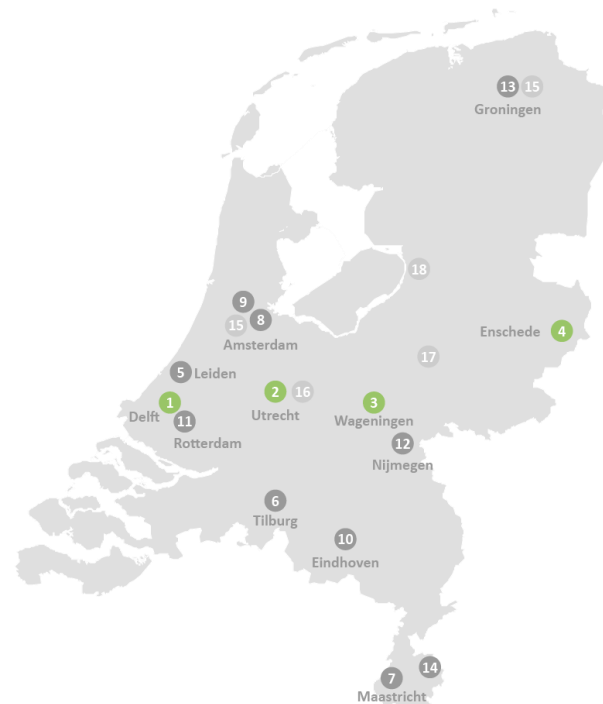 13 15
Groningen
18
9
15 8
Amsterdam
Enschede 4
17
5 Leiden
2 16
Utrecht
1
Delft
3
Wageningen
11
Rotterdam
12
Nijmegen
6
Tilburg
10
Eindhoven
14
7
Maastricht